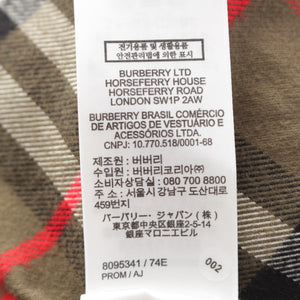 전기용품 및 생활용품
안전관리법에 의한 표시
BURBERRY LTD
HORSEFERRY HOUSE
HORSEFERRY ROAD
LONDON SW1P 2AW
BURBERRY BRASIL COMÉRCIO
DE ARTIGOS DE VESTUÁRIO E
ACESSÓRIOS LTDA.
CNPJ: 10.770.518/0001-68
제조원 : 버버리
수입원 : 버버리코리아(주)
소비자상담실 : 080 700 8800
주소 : 서울시 강남구 도산대로
459번지
バーバリー・ジャパン(株)
東京都中央区銀座2-5-14
銀座マロニエビル
8095341 / 74E
002
PROM / AJ